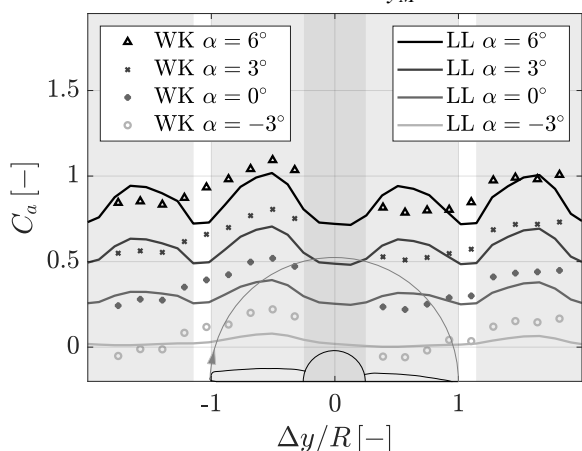 y_M
WK α = 6°
WK α = 3°
WK α = 0°
WK α = −3°
LL α = 6°
LL α = 3°
LL α = 0°
LL α = −3°
1.5
1
0.5
0
C_a [−]
-1
0
1
Δy/R [−]